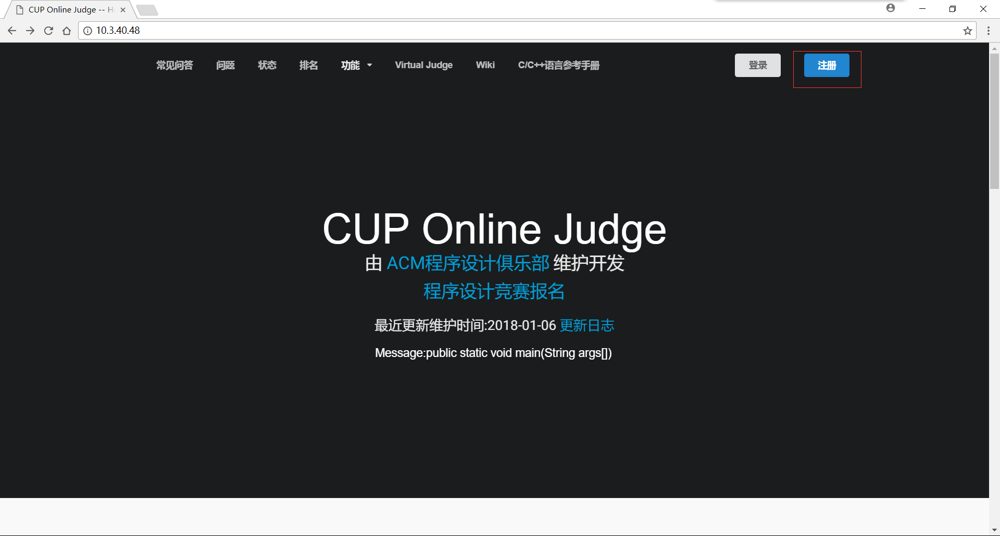 CUP Online Judge -- H
10.3.40.48
常见问答 问题 状态 排名 功能 Virtual Judge Wiki C/C++语言参考手册 登录 注册
CUP Online Judge
由 ACM程序设计俱乐部 维护开发
程序设计竞赛报名
最近更新维护时间:2018-01-06 更新日志
Message:public static void main(String args[])